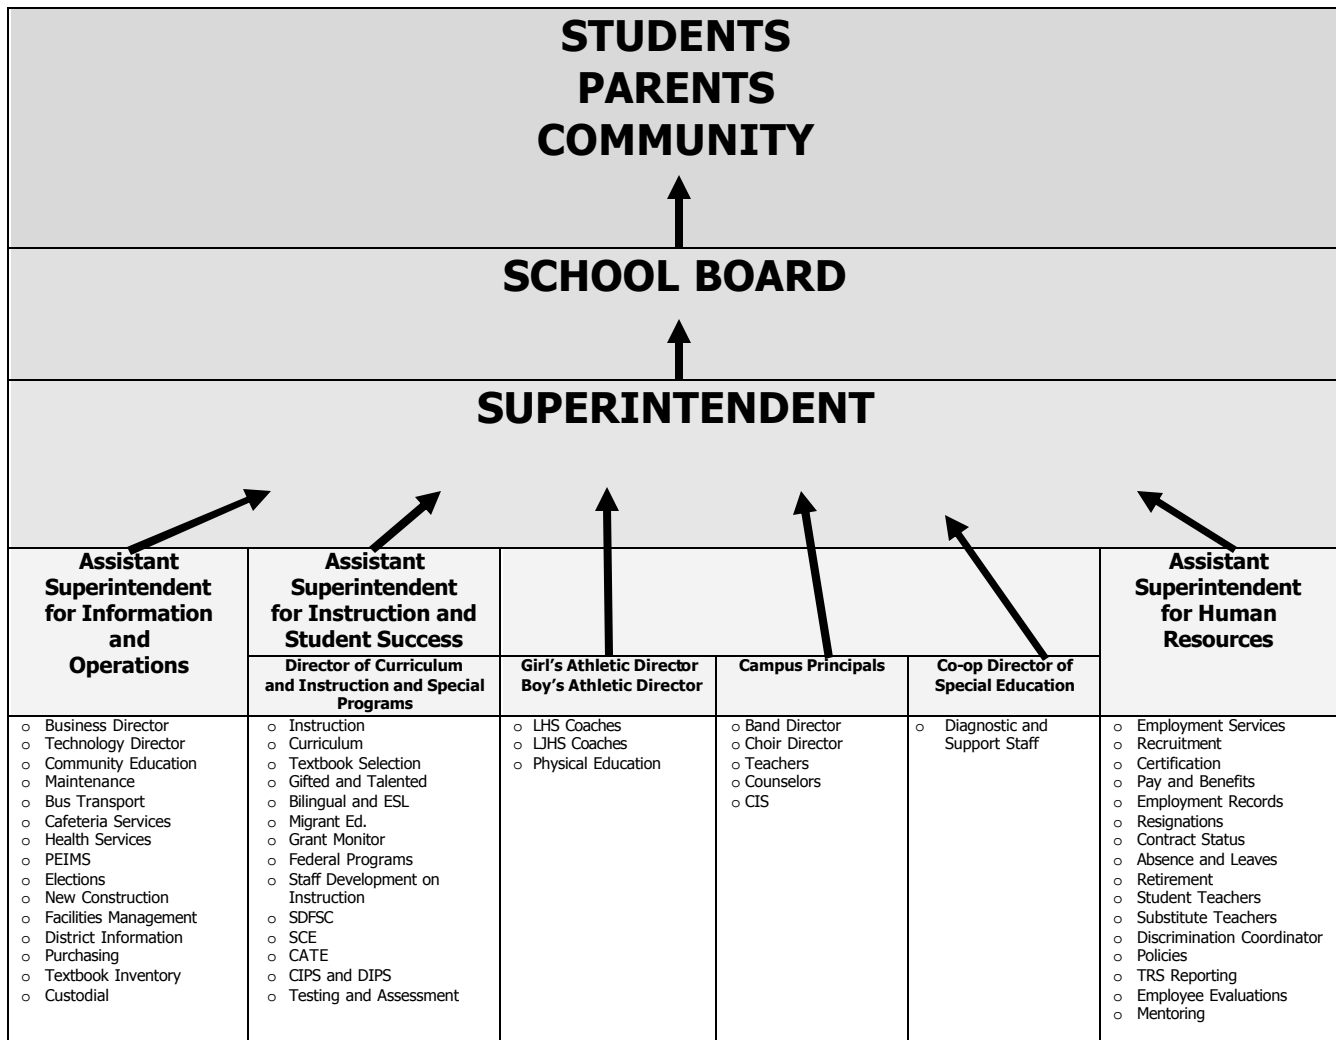 STUDENTS
PARENTS
COMMUNITY
SCHOOL BOARD
SUPERINTENDENT
Assistant
Superintendent
for Information
and
Operations
Assistant
Superintendent
for Instruction and
Student Success
Assistant
Superintendent
for Human
Resources
Director of Curriculum
and Instruction and Special
Programs
Girl's Athletic Director
Boy's Athletic Director
Campus Principals
Co-op Director of
Special Education
o Business Director
o Technology Director
o Community Education
o Maintenance
o Bus Transport
o Cafeteria Services
o Health Services
o PEIMS
o Elections
o New Construction
o Facilities Management
o District Information
o Purchasing
o Textbook Inventory
o Custodial
o Instruction
o Curriculum
o Textbook Selection
o Gifted and Talented
o Bilingual and ESL
o Migrant Ed.
o Grant Monitor
o Federal Programs
o Staff Development on
Instruction
o SDFSC
o SCE
o CATE
o CIPS and DIPS
o Testing and Assessment
o LHS Coaches
o LJHS Coaches
o Physical Education
o Band Director
o Choir Director
o Teachers
o Counselors
o CIS
o Diagnostic and
Support Staff
o Employment Services
o Recruitment
o Certification
o Pay and Benefits
o Employment Records
o Resignations
o Contract Status
o Absence and Leaves
o Retirement
o Student Teachers
o Substitute Teachers
o Discrimination Coordinator
o Policies
o TRS Reporting
o Employee Evaluations
o Mentoring